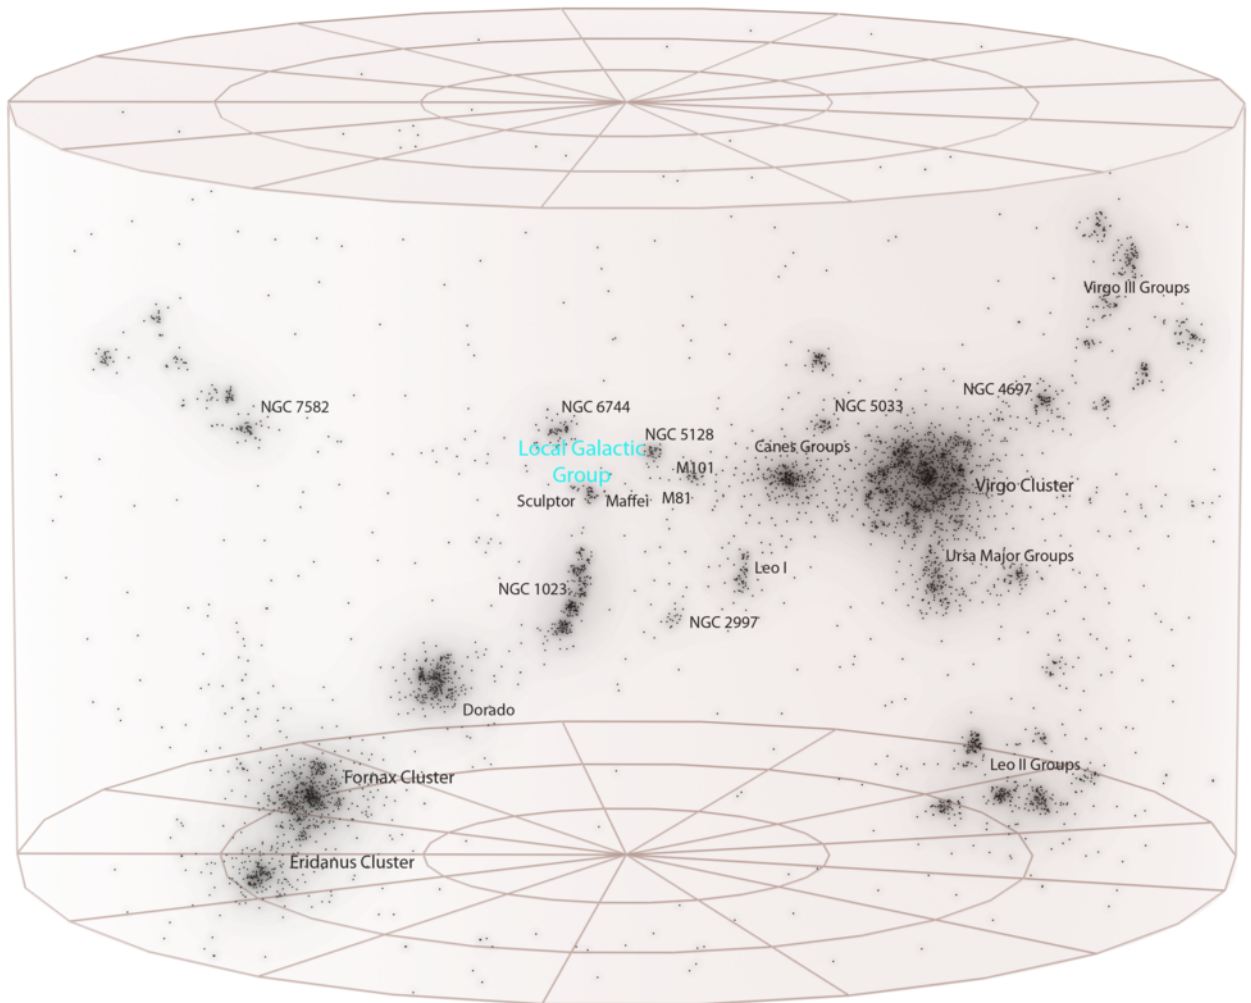 Virgo III Groups
NGC 4697
NGC 7582
NGC 6744
NGC 5033
NGC 5128
Local Galactic
Group
Canes Groups
M101
Virgo Cluster
Sculptor
Maffei
M81
Ursa Major Groups
Leo I
NGC 1023
NGC 2997
Dorado
Leo II Groups
Fornax Cluster
Eridanus Cluster